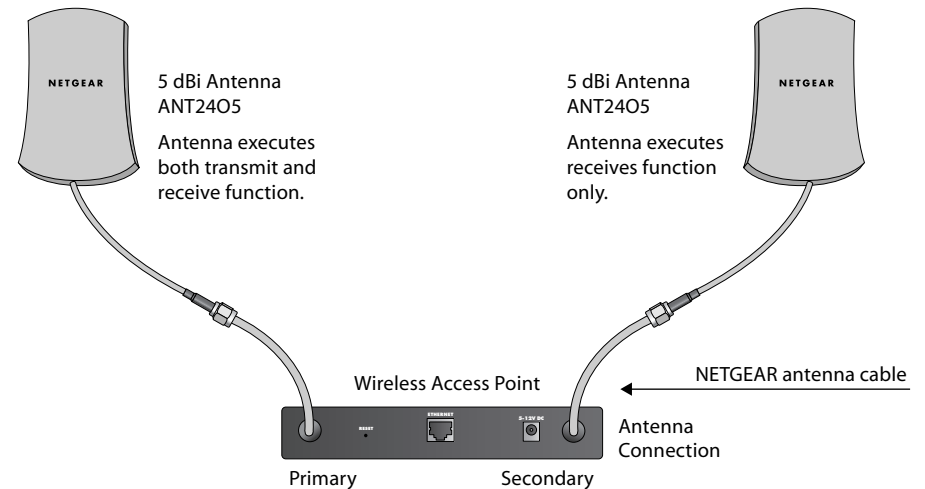 NETGEAR
5 dBi Antenna
ANT24O5
Antenna executes
both transmit and
receive function.
5 dBi Antenna
ANT24O5
Antenna executes
receives function
only.
NETGEAR
Wireless Access Point
NETGEAR antenna cable
RESET
ETHERNET
5-12V DC
Antenna
Connection
Primary
Secondary